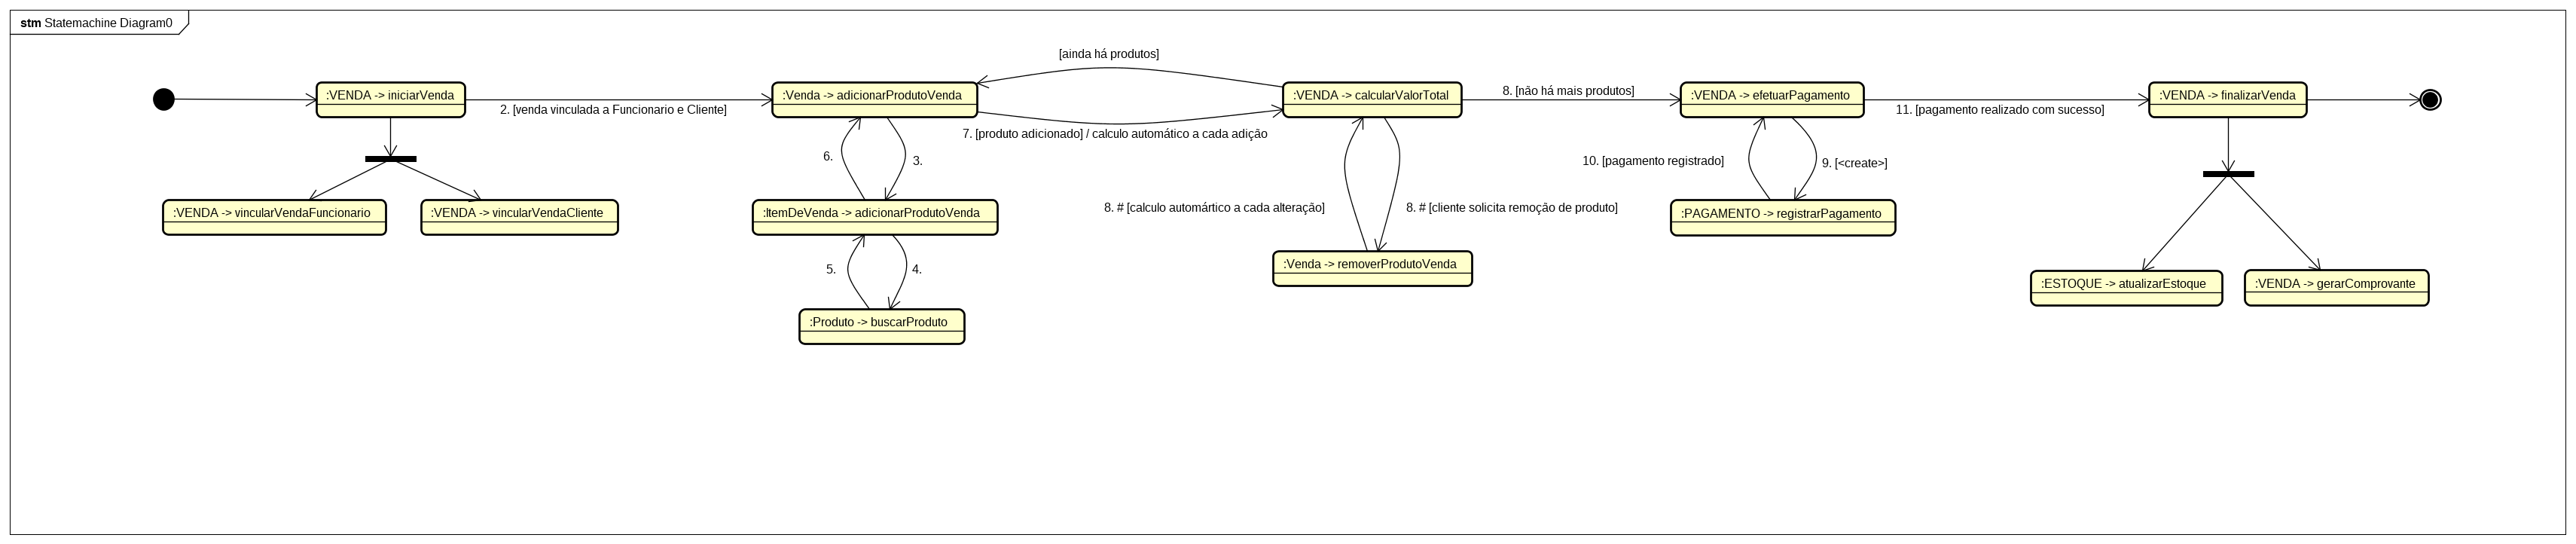 stm Statemachine Diagram0
[ainda há produtos]
:VENDA -> iniciarVenda
2. [venda vinculada a Funcionario e Cliente]
:Venda -> adicionarProdutoVenda
7. [produto adicionado] / calculo automático a cada adição
:VENDA -> calcularValorTotal
8. [não há mais produtos]
:VENDA -> efetuarPagamento
11. [pagamento realizado com sucesso]
:VENDA -> finalizarVenda
6.
3.
10. [pagamento registrado]
9. [<create>]
:VENDA -> vincularVendaFuncionario
:VENDA -> vincularVendaCliente
:ItemDeVenda -> adicionarProdutoVenda
8. # [calculo automártico a cada alteração]
8. # [cliente solicita remoção de produto]
:PAGAMENTO -> registrarPagamento
5.
4.
:Venda -> removerProdutoVenda
:ESTOQUE -> atualizarEstoque
:VENDA -> gerarComprovante
:Produto -> buscarProduto